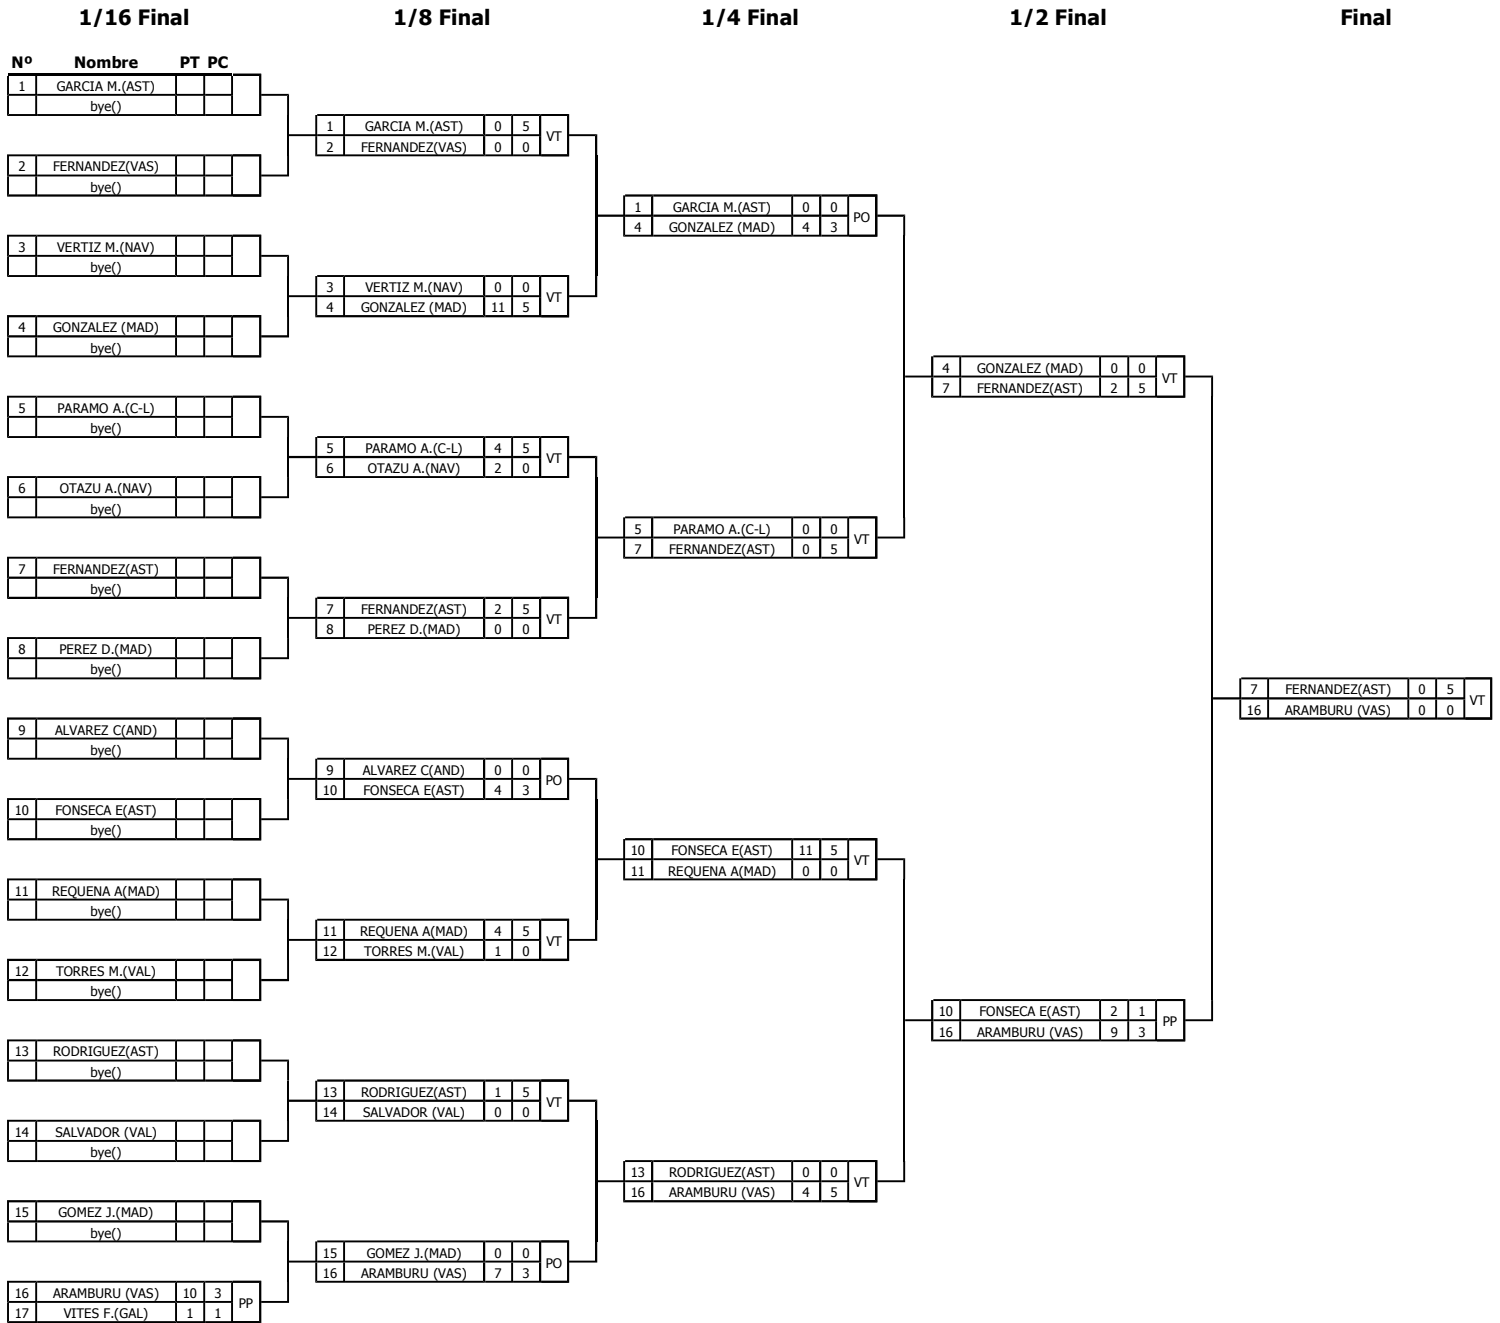 1/16 Final 1/8 Final 1/4 Final 1/2 Final Final
Nº Nombre PT PC
1 GARCIA M.(AST)
bye()
1 GARCIA M.(AST) 0 5 VT
2 FERNANDEZ(VAS) 0 0
2 FERNANDEZ(VAS)
bye()
1 GARCIA M.(AST) 0 0 PO
4 GONZALEZ (MAD) 4 3
3 VERTIZ M.(NAV)
bye()
3 VERTIZ M.(NAV) 0 0 VT
4 GONZALEZ (MAD) 11 5
4 GONZALEZ (MAD)
bye()
4 GONZALEZ (MAD) 0 0 VT
7 FERNANDEZ(AST) 2 5
5 PARAMO A.(C-L)
bye()
5 PARAMO A.(C-L) 4 5 VT
6 OTAZU A.(NAV) 2 0
6 OTAZU A.(NAV)
bye()
5 PARAMO A.(C-L) 0 0 VT
7 FERNANDEZ(AST) 0 5
7 FERNANDEZ(AST)
bye()
7 FERNANDEZ(AST) 2 5 VT
8 PEREZ D.(MAD) 0 0
8 PEREZ D.(MAD)
bye()
7 FERNANDEZ(AST) 0 5 VT
16 ARAMBURU (VAS) 0 0
9 ALVAREZ C(AND)
bye()
9 ALVAREZ C(AND) 0 0 PO
10 FONSECA E(AST) 4 3
10 FONSECA E(AST)
bye()
10 FONSECA E(AST) 11 5 VT
11 REQUENA A(MAD) 0 0
11 REQUENA A(MAD)
bye()
11 REQUENA A(MAD) 4 5 VT
12 TORRES M.(VAL) 1 0
12 TORRES M.(VAL)
bye()
10 FONSECA E(AST) 2 1 PP
16 ARAMBURU (VAS) 9 3
13 RODRIGUEZ(AST)
bye()
13 RODRIGUEZ(AST) 1 5 VT
14 SALVADOR (VAL) 0 0
14 SALVADOR (VAL)
bye()
13 RODRIGUEZ(AST) 0 0 VT
16 ARAMBURU (VAS) 4 5
15 GOMEZ J.(MAD)
bye()
15 GOMEZ J.(MAD) 0 0 PO
16 ARAMBURU (VAS) 7 3
16 ARAMBURU (VAS) 10 3 PP
17 VITES F.(GAL) 1 1